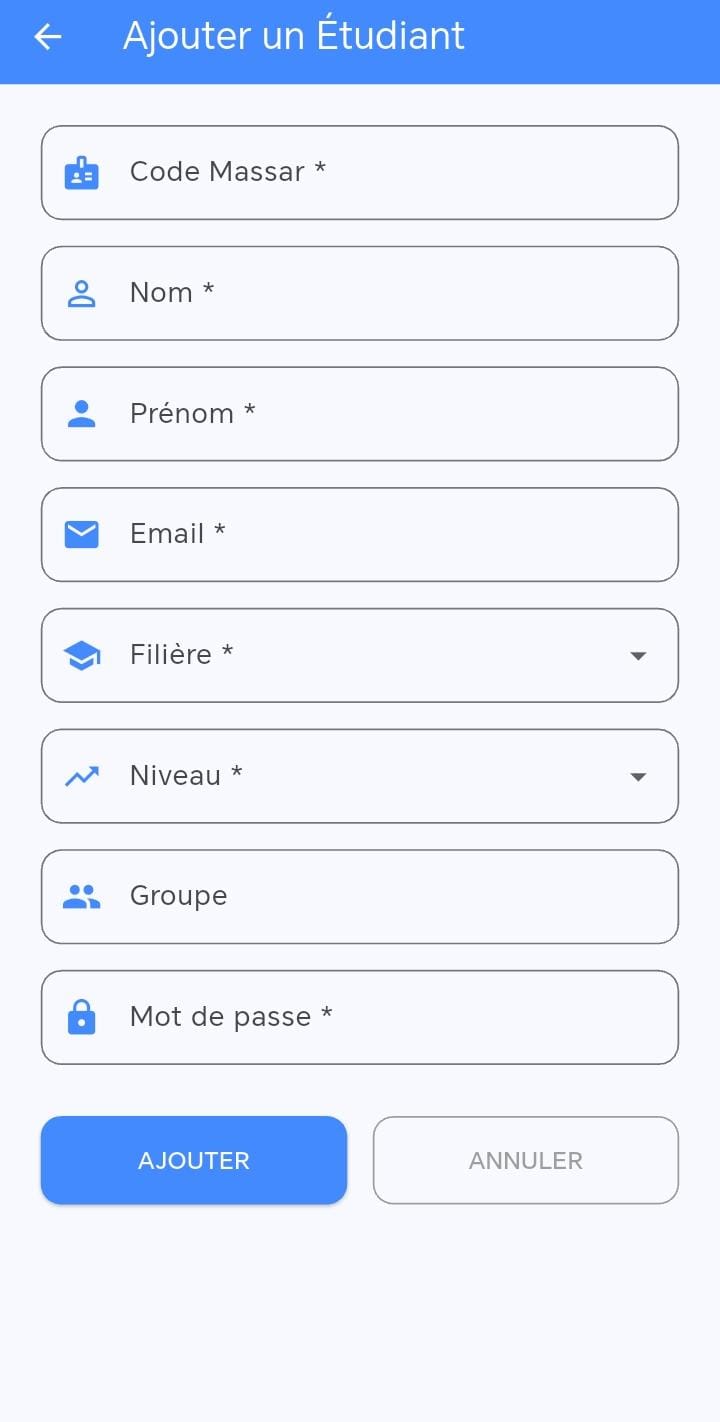 Ajouter un Étudiant
Code Massar *
Nom *
Prénom *
Email *
Filière *
Niveau *
Groupe
Mot de passe *
AJOUTER
ANNULER